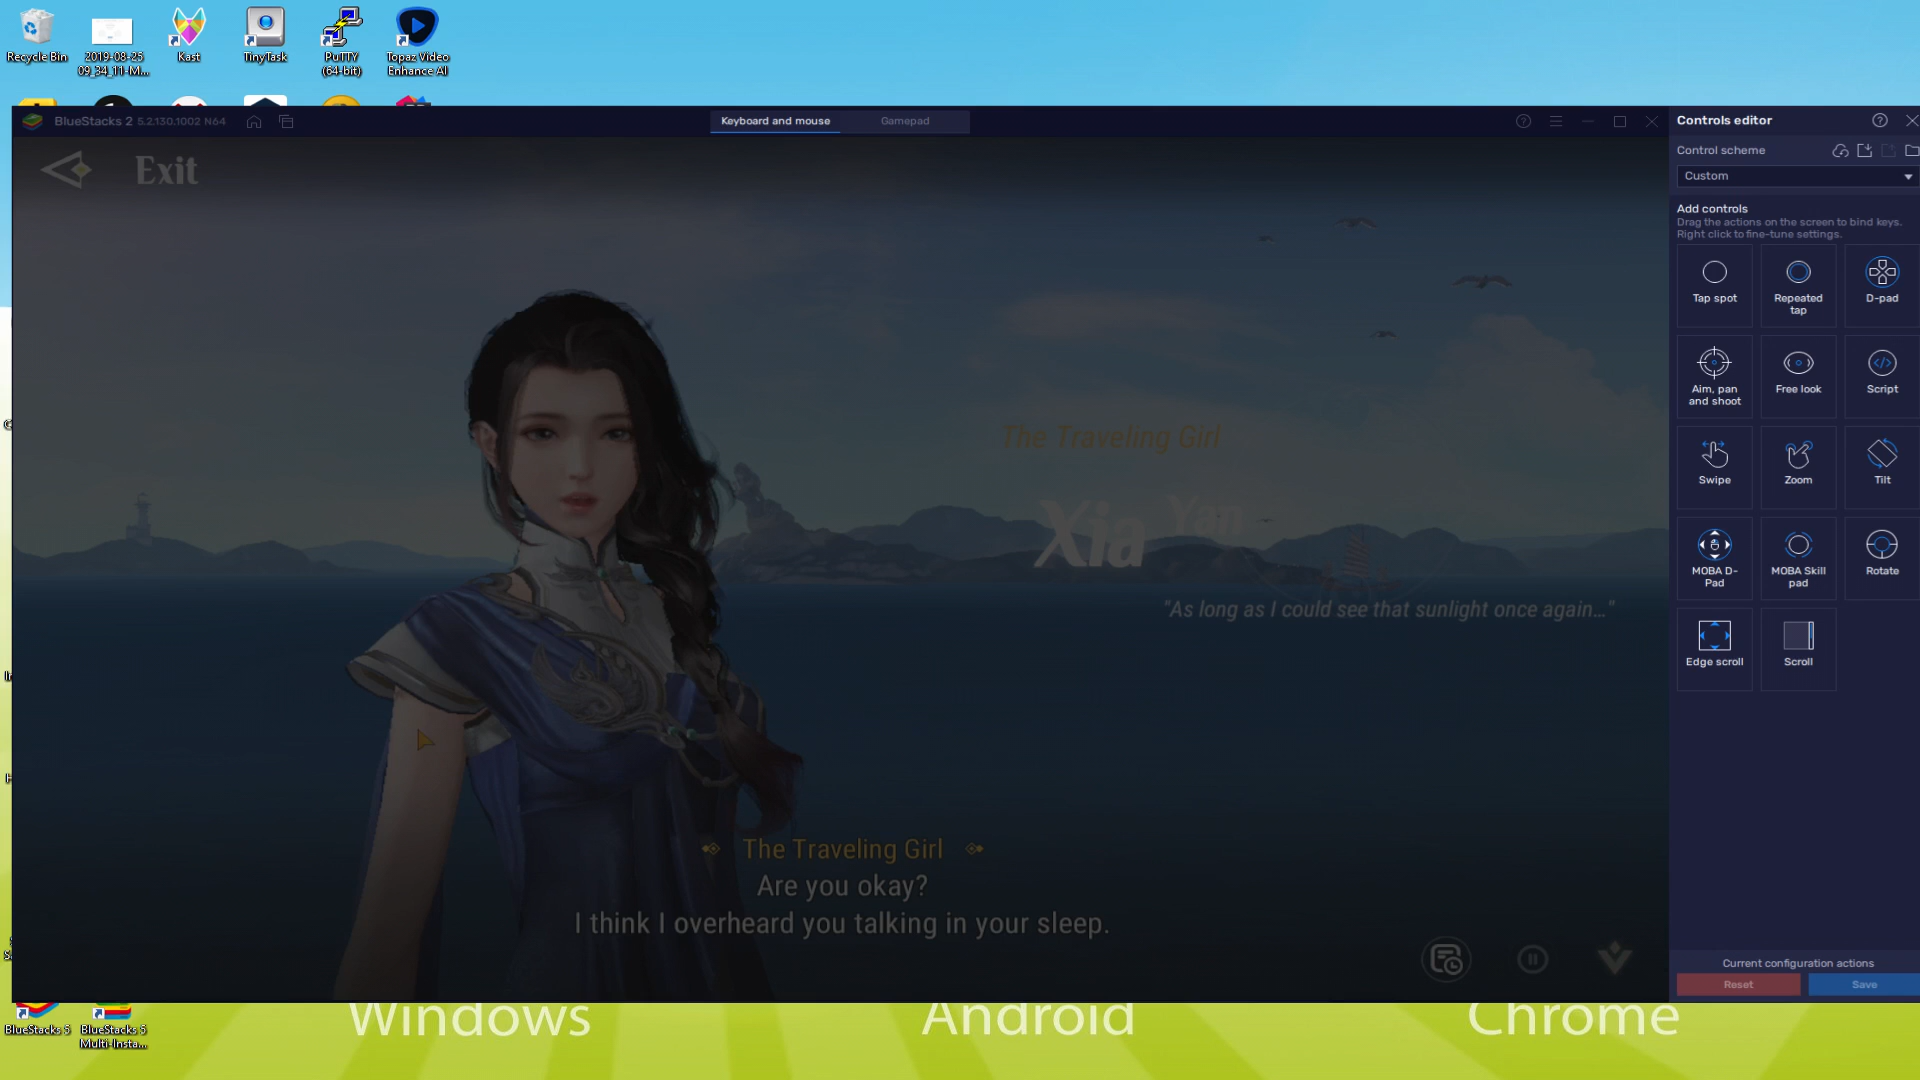 Recycle Bin
2019-08-25
09_34_11-M...
Kast
TinyTask
PuTTY
(64-bit)
Topaz Video
Enhance AI
BlueStacks 2 5.2.130.1002 N64
Keyboard and mouse
Gamepad
Controls editor
Control scheme
Custom
Add controls
Drag the actions on the screen to bind keys.
Right click to fine-tune settings.
Tap spot
Repeated
tap
D-pad
Aim, pan
and shoot
Free look
Script
Swipe
Zoom
Tilt
MOBA D-
Pad
MOBA Skill
pad
Rotate
Edge scroll
Scroll
Current configuration actions
Reset
Save
Exit
The Traveling Girl
Xia Yan
"As long as I could see that sunlight once again..."
The Traveling Girl
Are you okay?
I think I overheard you talking in your sleep.
BlueStacks 5
BlueStacks 5
Multi-Insta...
Windows
Android
Chrome